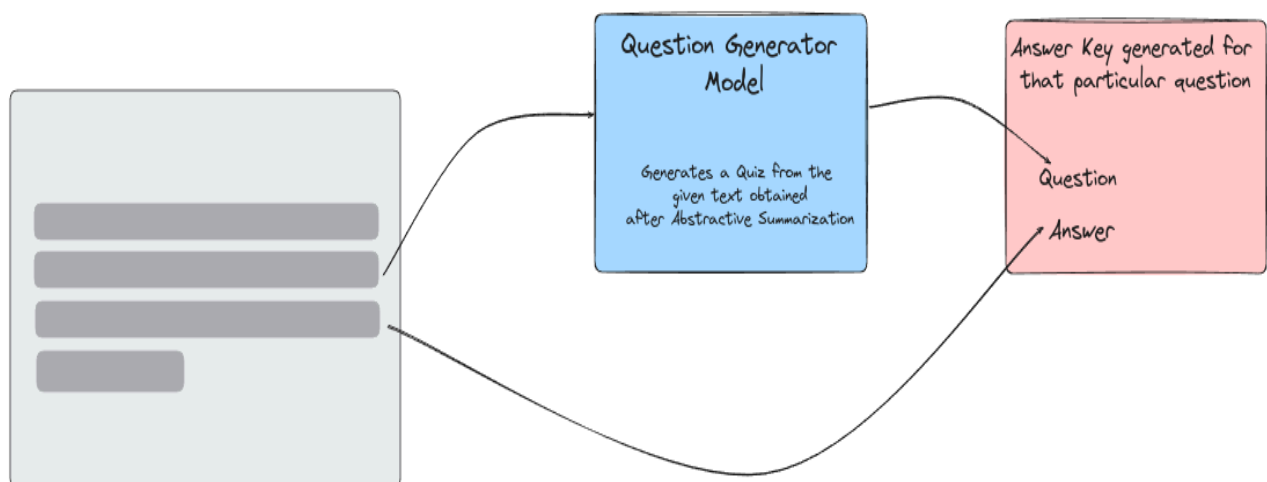 Question Generator
Model
Generates a Quiz from the
given text obtained
after Abstractive Summarization
Answer Key generated for
that particular question
Question
Answer